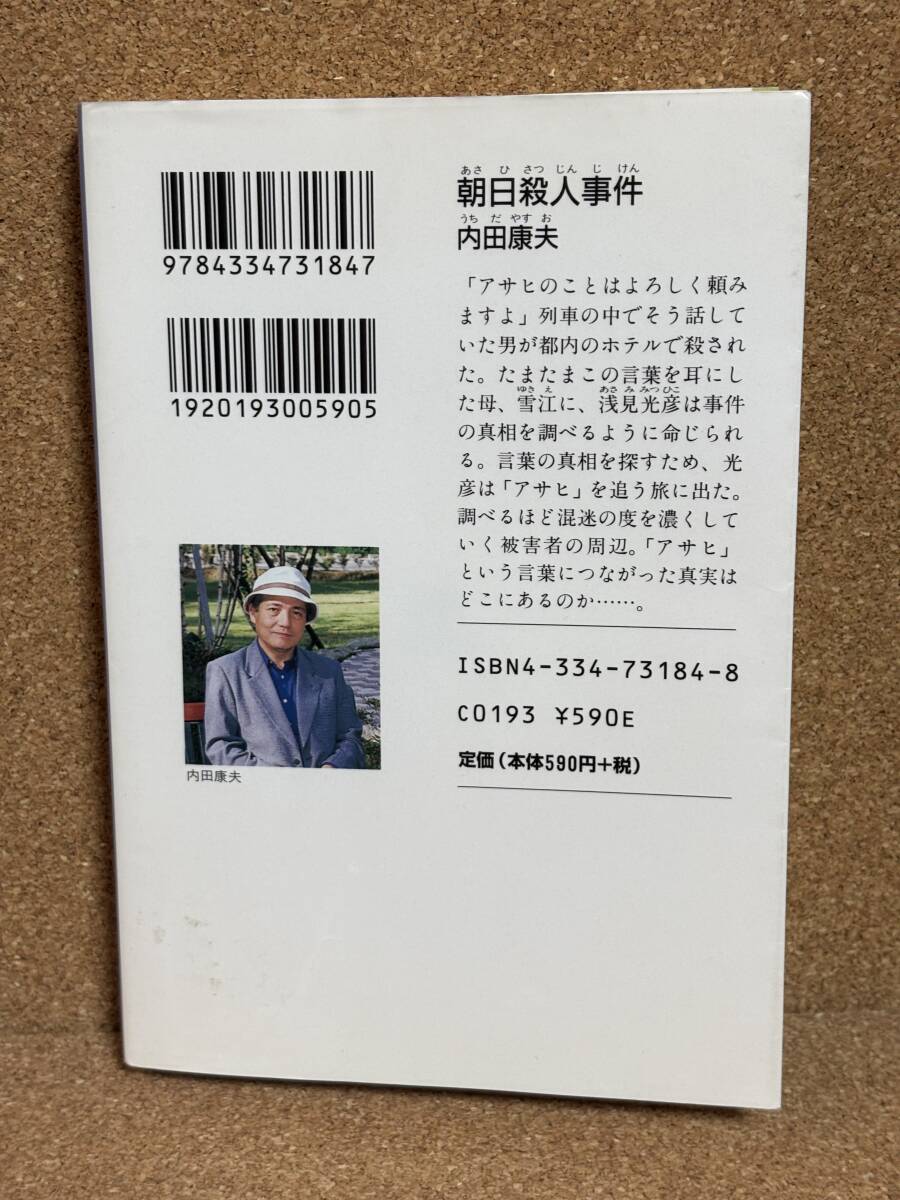 9784334731847
1920193005905
内田康夫
あさ ひ さつ じん じ けん
朝日殺人事件
うち だ やす お
内田康夫
「アサヒのことはよろしく頼み
ますよ」列車の中でそう話して
いた男が都内のホテルで殺され
た。たまたまこの言葉を耳にし
ゆき え あさ み みつ ひこ
た母、雪江に、浅見光彦は事件
の真相を調べるように命じられ
る。言葉の真相を探すため、光
彦は「アサヒ」を追う旅に出た。
調べるほど混迷の度を濃くして
いく被害者の周辺。「アサヒ」
という言葉につながった真実は
どこにあるのか……。
ISBN4-334-73184-8
C0193 ¥590E
定価(本体590円+税)